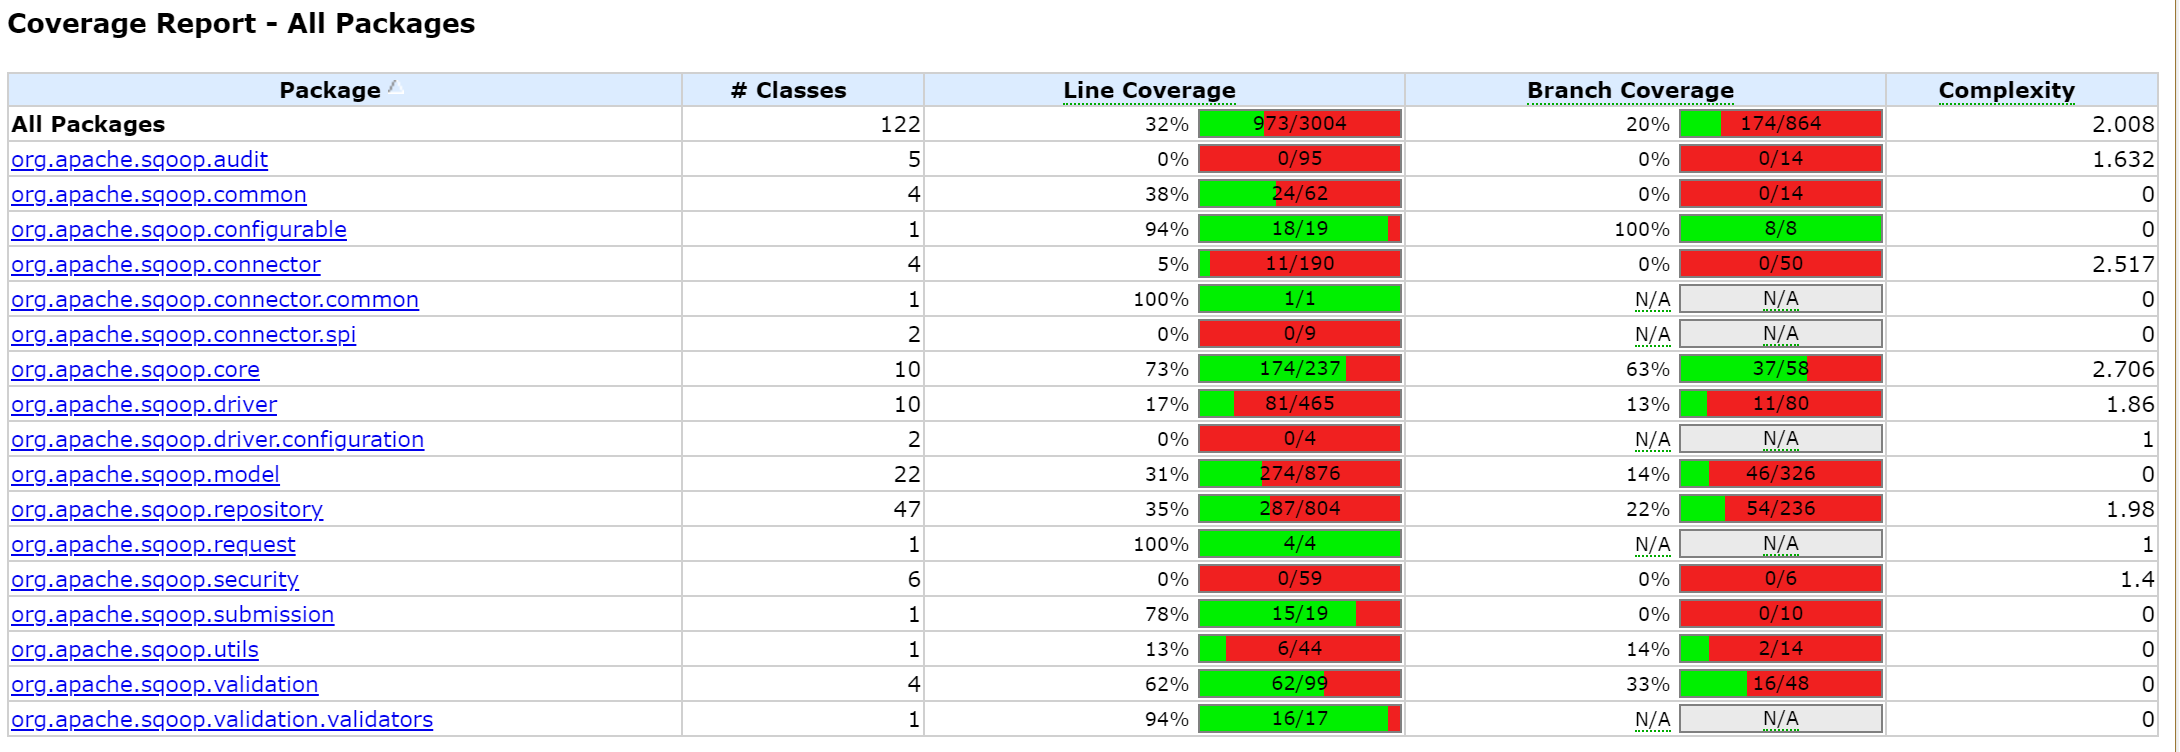 Coverage Report - All Packages
Package # Classes Line Coverage Branch Coverage Complexity
All Packages 122 32% 973/3004 20% 174/864 2.008
org.apache.sqoop.audit 5 0% 0/95 0% 0/14 1.632
org.apache.sqoop.common 4 38% 24/62 0% 0/14 0
org.apache.sqoop.configurable 1 94% 18/19 100% 8/8 0
org.apache.sqoop.connector 4 5% 11/190 0% 0/50 2.517
org.apache.sqoop.connector.common 1 100% 1/1 N/A N/A 0
org.apache.sqoop.connector.spi 2 0% 0/9 N/A N/A 0
org.apache.sqoop.core 10 73% 174/237 63% 37/58 2.706
org.apache.sqoop.driver 10 17% 81/465 13% 11/80 1.86
org.apache.sqoop.driver.configuration 2 0% 0/4 N/A N/A 1
org.apache.sqoop.model 22 31% 274/876 14% 46/326 0
org.apache.sqoop.repository 47 35% 287/804 22% 54/236 1.98
org.apache.sqoop.request 1 100% 4/4 N/A N/A 1
org.apache.sqoop.security 6 0% 0/59 0% 0/6 1.4
org.apache.sqoop.submission 1 78% 15/19 0% 0/10 0
org.apache.sqoop.utils 1 13% 6/44 14% 2/14 0
org.apache.sqoop.validation 4 62% 62/99 33% 16/48 0
org.apache.sqoop.validation.validators 1 94% 16/17 N/A N/A 0